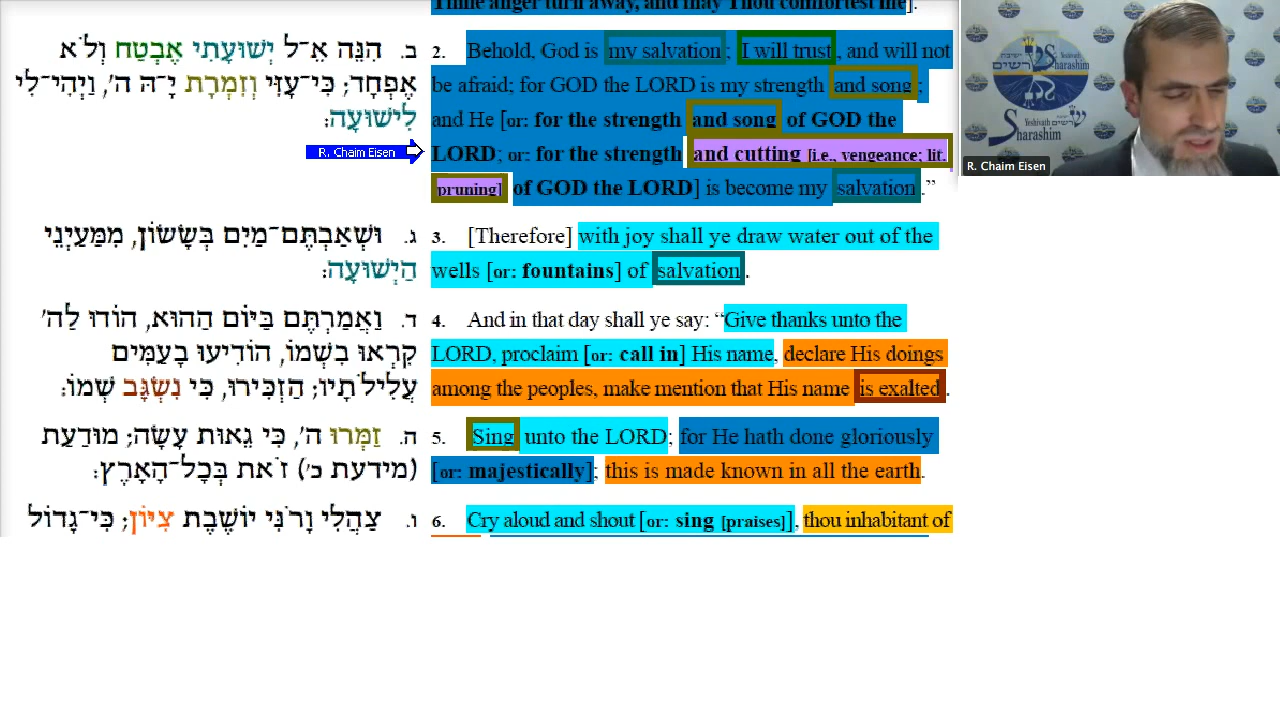 Thine anger turn away, and may Thou comfortest me].
ב. הִנֵּה אֵ־ל יְשׁוּעָתִי אֶבְטַח וְלֹא
אֶפְחָד; כִּי־עָזִּי וְזִמְרָת יָ־הּ ה', וַיְהִי־לִי
לִישׁוּעָה:
2. Behold, God is my salvation; I will trust, and will not
be afraid; for GOD the LORD is my strength and song;
and He [or: for the strength and song of GOD the
LORD; or: for the strength and cutting [i.e., vengeance; lit.
pruning] of GOD the LORD] is become my salvation.”
R. Chaim Eisen
ג. וּשְׁאַבְתֶּם־מַיִם בְּשָׂשׂוֹן, מִמַּעַיְנֵי
הַיְשׁוּעָה:
3. [Therefore] with joy shall ye draw water out of the
wells [or: fountains] of salvation.
ד. וַאֲמַרְתֶּם בַּיּוֹם הַהוּא, הוֹדוּ לַה'
קִרְאוּ בִשְׁמוֹ, הוֹדִיעוּ בָעַמִּים
עֲלִילֹתָיו; הַזְכִּירוּ, כִּי נִשְׂגָּב שְׁמוֹ:
4. And in that day shall ye say: “Give thanks unto the
LORD, proclaim [or: call in] His name, declare His doings
among the peoples, make mention that His name is exalted.
ה. זַמְּרוּ ה', כִּי גֵאוּת עָשָׂה; מוּדַעַת
(מידעת כ') זֹאת בְּכָל־הָאָרֶץ:
5. Sing unto the LORD; for He hath done gloriously
[or: majestically]; this is made known in all the earth.
ו. צַהֲלִי וָרֹנִּי יוֹשֶׁבֶת צִיּוֹן; כִּי־גָדוֹל
6. Cry aloud and shout [or: sing [praises]], thou inhabitant of
Yeshivath
Sharashim
ישיבת
שרשים
Yeshivath שרשים
Sharashim
R. Chaim Eisen